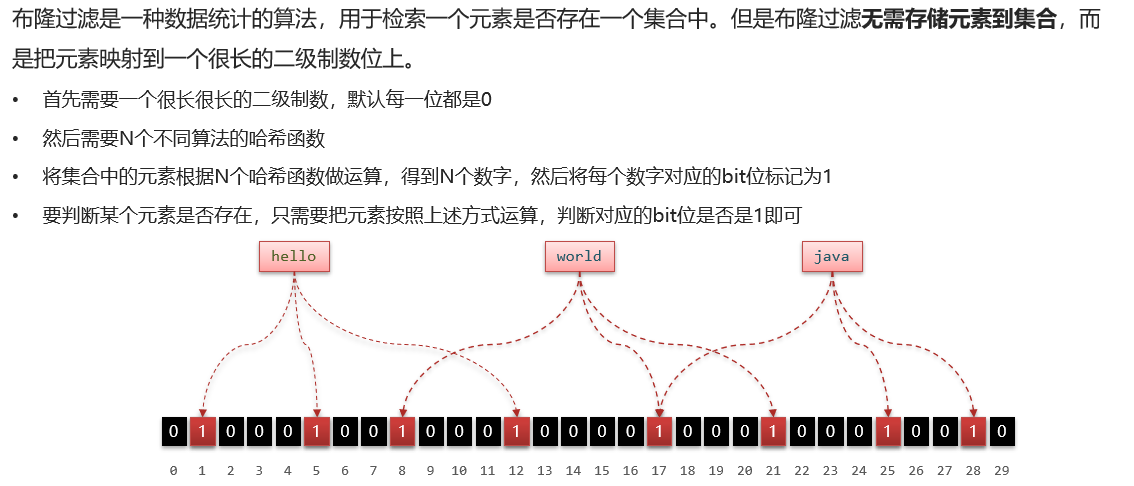 布隆过滤是一种数据统计的算法，用于检索一个元素是否存在一个集合中。但是布隆过滤无需存储元素到集合，而
是把元素映射到一个很长的二级制数位上。
• 首先需要一个很长很长的二级制数，默认每一位都是0
• 然后需要N个不同算法的哈希函数
• 将集合中的元素根据N个哈希函数做运算，得到N个数字，然后将每个数字对应的bit位标记为1
• 要判断某个元素是否存在，只需要把元素按照上述方式运算，判断对应的bit位是否是1即可
hello world java
0 1 0 0 0 1 0 0 1 0 0 0 1 0 0 0 0 1 0 0 0 1 0 0 0 1 0 0 1 0
0 1 2 3 4 5 6 7 8 9 10 11 12 13 14 15 16 17 18 19 20 21 22 23 24 25 26 27 28 29